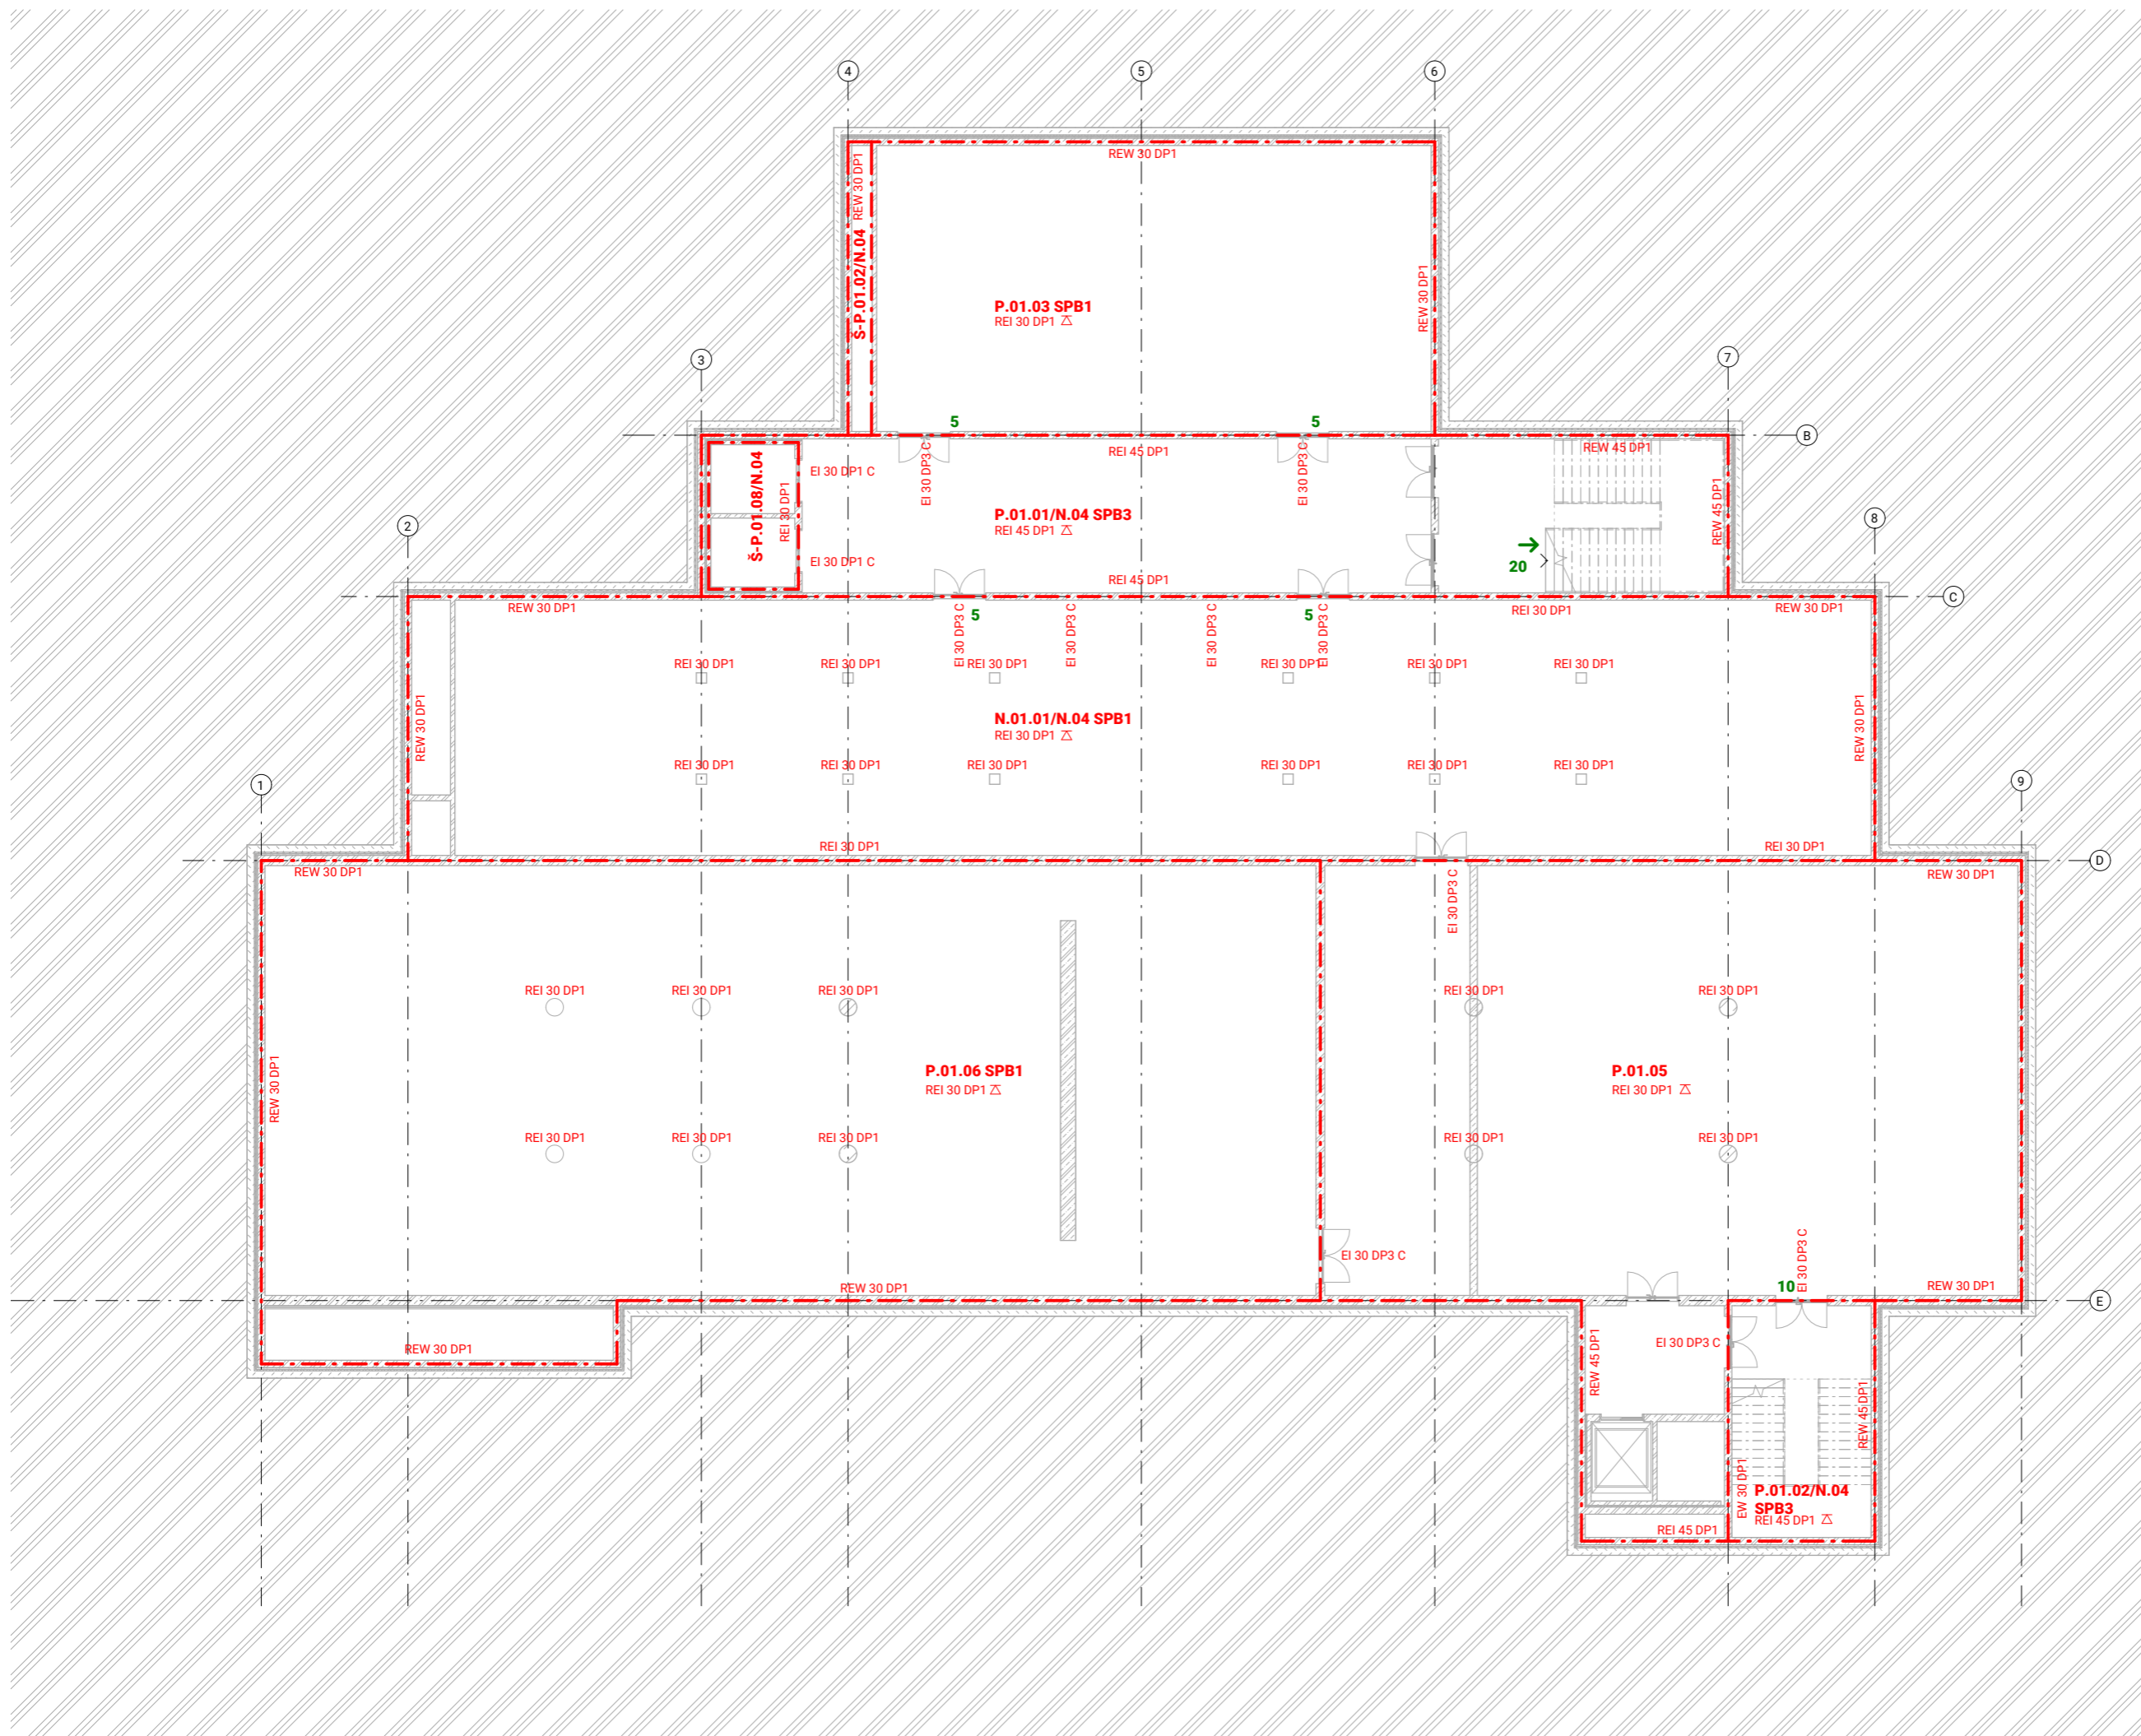 4
5
6
REW 30 DP1
REW 30 DP1
Š-P.01.02/N.04
P.01.03 SPB1
REI 30 DP1
REW 30 DP1
3
7
5
5
B
REI 45 DP1
REW 45 DP1
EI 30 DP3 C
EI 30 DP3 C
EI 30 DP1 C
Š-P.01.08/N.04
REI 30 DP1
REW 45 DP1
2
P.01.01/N.04 SPB3
REI 45 DP1
8
EI 30 DP1 C
20
REI 45 DP1
C
REW 30 DP1
REI 30 DP1
REW 30 DP1
5
5
EI 30 DP3 C
EI 30 DP3 C
EI 30 DP3 C
EI 30 DP3 C
REI 30 DP1
REI 30 DP1
REI 30 DP1
REI 30 DP1
REI 30 DP1
REI 30 DP1
REW 30 DP1
N.01.01/N.04 SPB1
REI 30 DP1
REW 30 DP1
REI 30 DP1
REI 30 DP1
REI 30 DP1
REI 30 DP1
REI 30 DP1
REI 30 DP1
1
9
REI 30 DP1
REI 30 DP1
D
REW 30 DP1
REW 30 DP1
EI 30 DP3 C
REI 30 DP1
REI 30 DP1
REI 30 DP1
REI 30 DP1
REI 30 DP1
REW 30 DP1
P.01.06 SPB1
REI 30 DP1
P.01.05
REI 30 DP1
REI 30 DP1
REI 30 DP1
REI 30 DP1
REI 30 DP1
REI 30 DP1
EI 30 DP3 C
EI 30 DP3 C
10
REW 30 DP1
REW 30 DP1
E
REW 30 DP1
REW 45 DP1
EI 30 DP3 C
REW 45 DP1
EW 30 DP1
P.01.02/N.04
SPB3
REI 45 DP1
REI 45 DP1